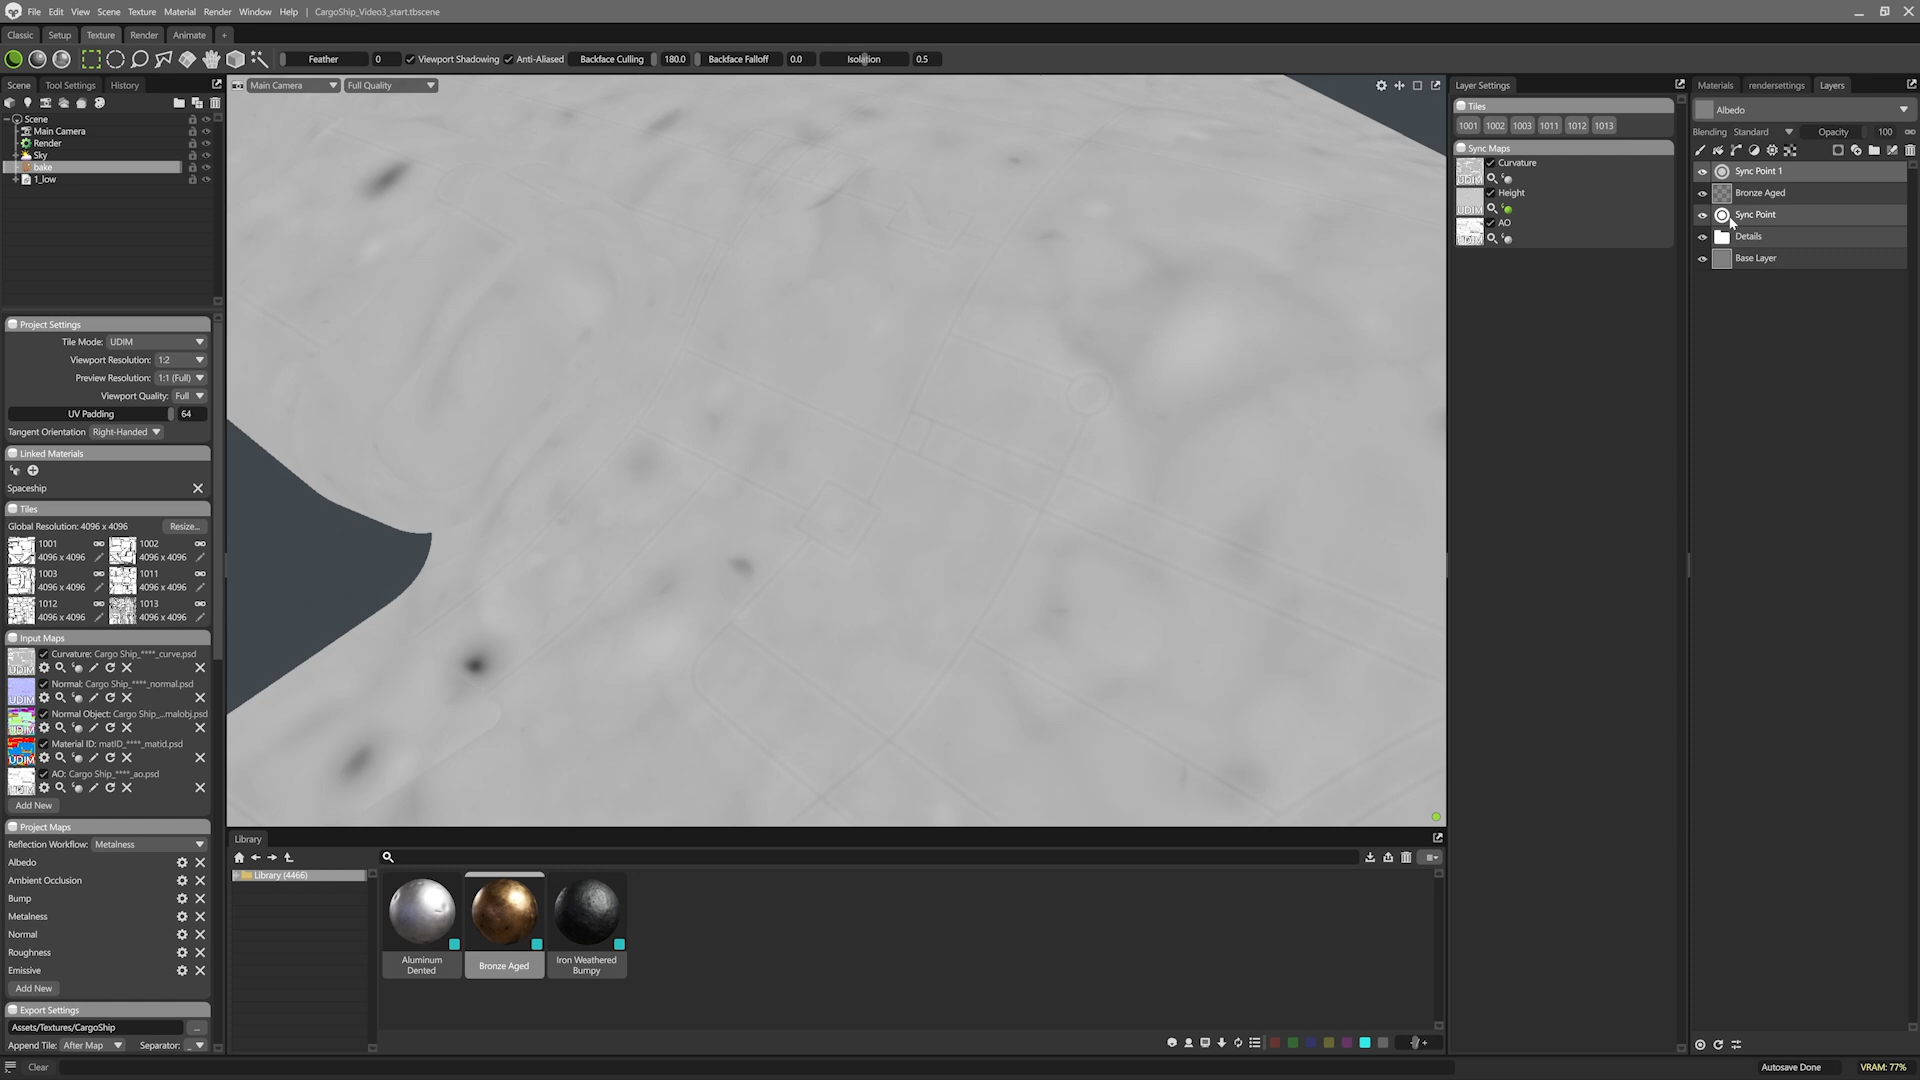 File Edit View Scene Texture Material Render Window Help | CargoShip_Video3_start.tbscene
Classic Setup Texture Render Animate +
Feather 0 Viewport Shadowing Anti-Aliased Backface Culling 180.0 Backface Falloff 0.0 Isolation 0.5
Scene Tool Settings History
Main Camera Full Quality
Layer Settings
Materials rendersettings Layers
Scene
Main Camera
Render
Sky
bake
1_low
Tiles
1001 1002 1003 1011 1012 1013
Sync Maps
Curvature
Height
AO
UDIM
UDIM
UDIM
Albedo
Blending Standard Opacity 100
Sync Point 1
Bronze Aged
Sync Point
Details
Base Layer
Project Settings
Tile Mode: UDIM
Viewport Resolution: 1:2
Preview Resolution: 1:1 (Full)
Viewport Quality: Full
UV Padding 64
Tangent Orientation Right-Handed
Linked Materials
Spaceship
Tiles
Global Resolution: 4096 x 4096 Resize...
1001 1002
4096 x 4096 4096 x 4096
1003 1011
4096 x 4096 4096 x 4096
1012 1013
4096 x 4096 4096 x 4096
Input Maps
Curvature: Cargo Ship_****_curve.psd
UDIM
Normal: Cargo Ship_****_normal.psd
UDIM
Normal Object: Cargo Ship_...malobj.psd
UDIM
Material ID: matID_****_matid.psd
UDIM
AO: Cargo Ship_****_ao.psd
UDIM
Add New
Project Maps
Reflection Workflow: Metalness
Albedo
Ambient Occlusion
Bump
Metalness
Normal
Roughness
Emissive
Add New
Export Settings
Assets/Textures/CargoShip ...
Append Tile: After Map Separator: _
Library
Library (4466)
Aluminum Dented
Bronze Aged
Iron Weathered Bumpy
Clear
Autosave Done VRAM: 77%